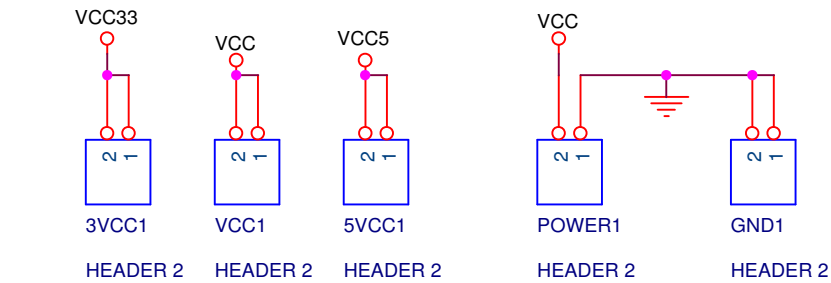 VCC33
VCC
VCC5
VCC
2 1
2 1
2 1
2 1
2 1
3VCC1
VCC1
5VCC1
POWER1
GND1
HEADER 2
HEADER 2
HEADER 2
HEADER 2
HEADER 2